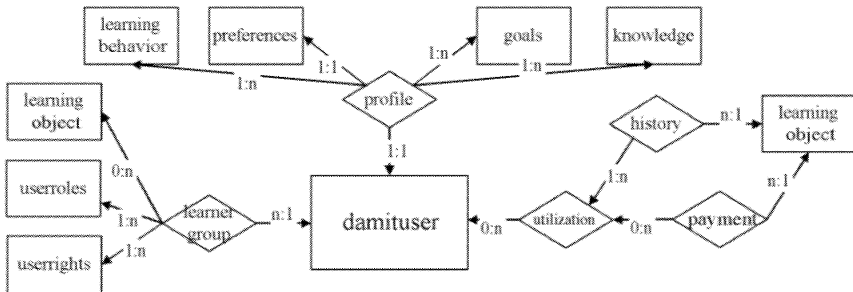 learning
behavior
preferences
goals
knowledge
1:n
1:1
1:n
1:n
profile
1:1
learning
object
0:n
userroles
1:n
userrights
1:n
learner
group
n:1
damituser
0:n
utilization
1:n
history
n:1
learning
object
0:n
payment
n:1